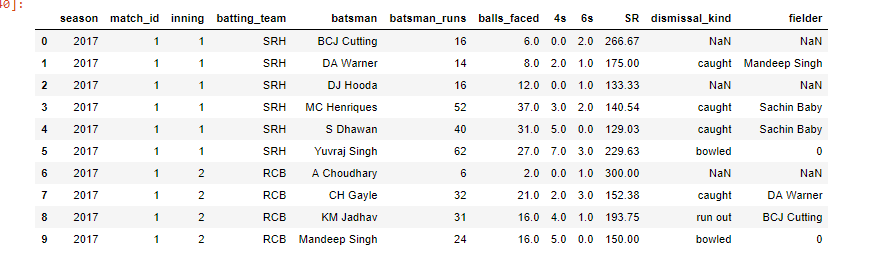 40]:
season match_id inning batting_team batsman batsman_runs balls_faced 4s 6s SR dismissal_kind fielder
0 2017 1 1 SRH BCJ Cutting 16 6.0 0.0 2.0 266.67 NaN NaN
1 2017 1 1 SRH DA Warner 14 8.0 2.0 1.0 175.00 caught Mandeep Singh
2 2017 1 1 SRH DJ Hooda 16 12.0 0.0 1.0 133.33 NaN NaN
3 2017 1 1 SRH MC Henriques 52 37.0 3.0 2.0 140.54 caught Sachin Baby
4 2017 1 1 SRH S Dhawan 40 31.0 5.0 0.0 129.03 caught Sachin Baby
5 2017 1 1 SRH Yuvraj Singh 62 27.0 7.0 3.0 229.63 bowled 0
6 2017 1 2 RCB A Choudhary 6 2.0 0.0 1.0 300.00 NaN NaN
7 2017 1 2 RCB CH Gayle 32 21.0 2.0 3.0 152.38 caught DA Warner
8 2017 1 2 RCB KM Jadhav 31 16.0 4.0 1.0 193.75 run out BCJ Cutting
9 2017 1 2 RCB Mandeep Singh 24 16.0 5.0 0.0 150.00 bowled 0